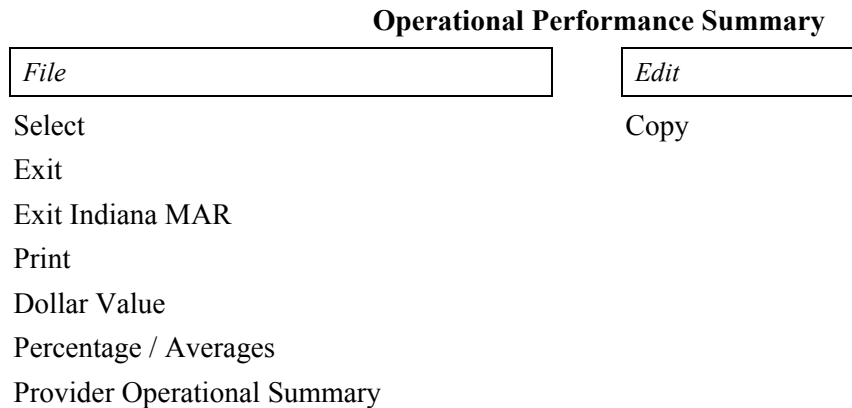 Operational Performance Summary
File Edit
Select Copy
Exit
Exit Indiana MAR
Print
Dollar Value
Percentage / Averages
Provider Operational Summary